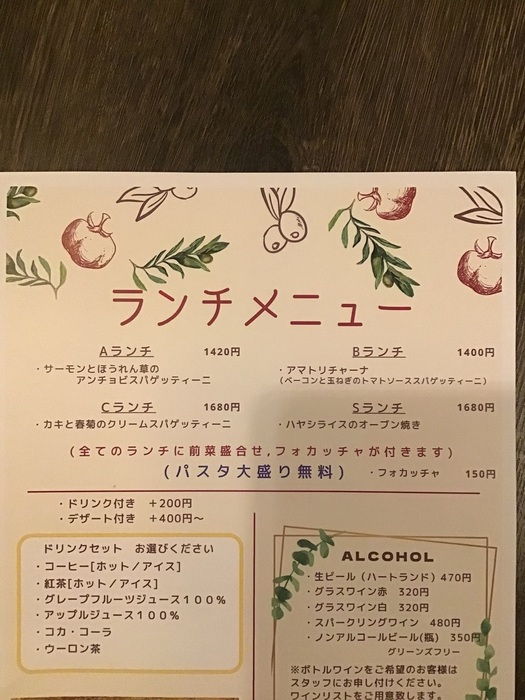 ランチメニュー
Aランチ 1420円
・サーモンとほうれん草の
アンチョビスパゲッティーニ
Bランチ 1400円
・アマトリチャーナ
(ベーコンと玉ねぎのトマトソーススパゲッティーニ)
Cランチ 1680円
・カキと春菊のクリームスパゲッティーニ
Sランチ 1680円
・ハヤシライスのオーブン焼き
(全てのランチに前菜盛合せ,フォカッチャが付きます)
(パスタ大盛り無料)
・フォカッチャ 150円
・ドリンク付き +200円
・デザート付き +400円~
ドリンクセット お選びください
・コーヒー[ホット/アイス]
・紅茶[ホット/アイス]
・グレープフルーツジュース100%
・アップルジュース100%
・コカ・コーラ
・ウーロン茶
ALCOHOL
・生ビール(ハートランド) 470円
・グラスワイン赤 320円
・グラスワイン白 320円
・スパークリングワイン 480円
・ノンアルコールビール(瓶) 350円
グリーンズフリー
※ボトルワインをご希望のお客様は
スタッフにお申し付けください。
ワインリストをご用意致します。